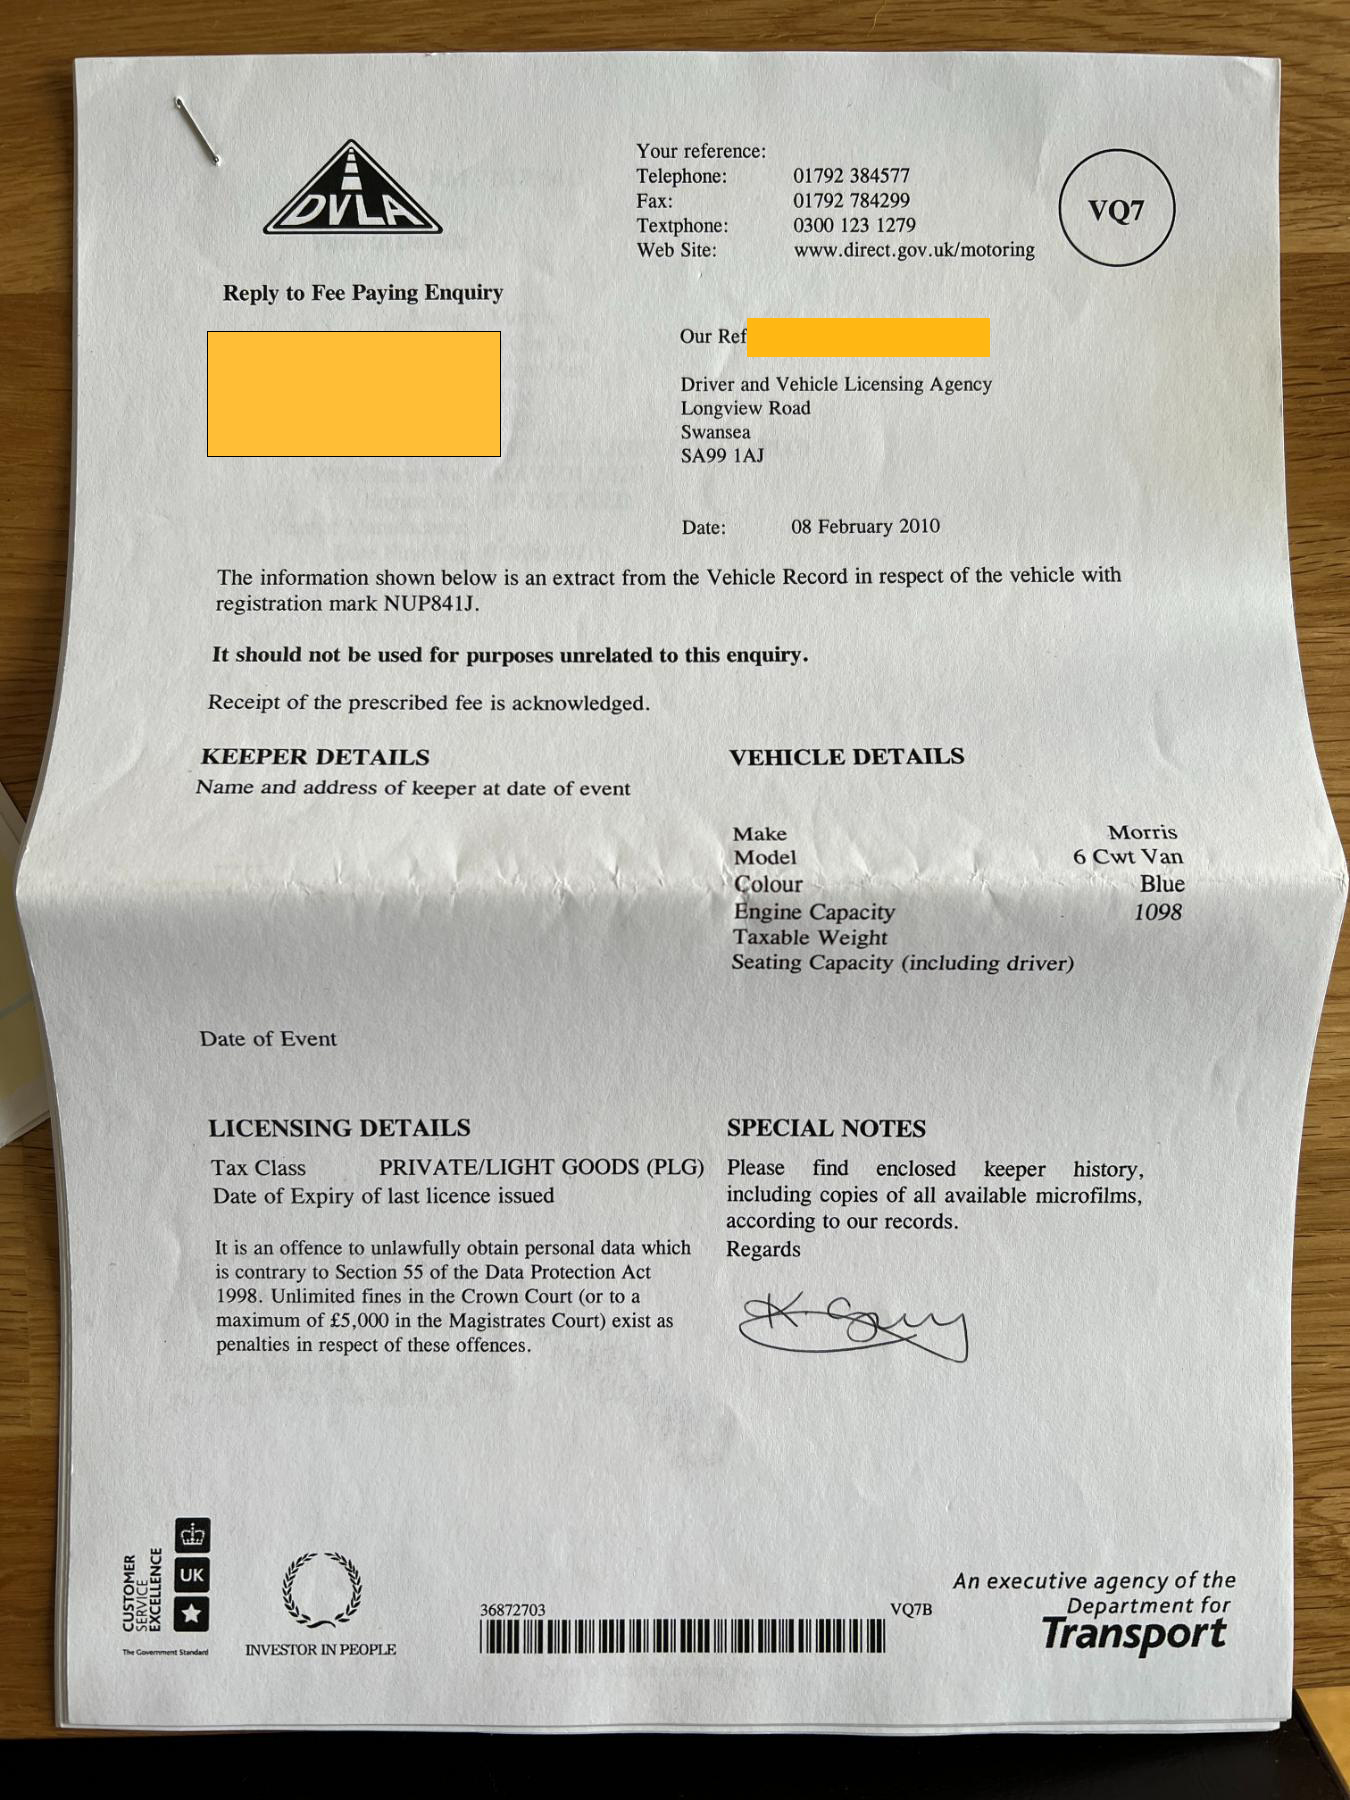 DVLA
Your reference:
Telephone: 01792 384577
Fax: 01792 784299
Textphone: 0300 123 1279
Web Site: www.direct.gov.uk/motoring
VQ7
Reply to Fee Paying Enquiry
Our Ref
Driver and Vehicle Licensing Agency
Longview Road
Swansea
SA99 1AJ
Date: 08 February 2010
The information shown below is an extract from the Vehicle Record in respect of the vehicle with
registration mark NUP841J.
It should not be used for purposes unrelated to this enquiry.
Receipt of the prescribed fee is acknowledged.
KEEPER DETAILS
Name and address of keeper at date of event
VEHICLE DETAILS
Make Morris
Model 6 Cwt Van
Colour Blue
Engine Capacity 1098
Taxable Weight
Seating Capacity (including driver)
Date of Event
LICENSING DETAILS
Tax Class PRIVATE/LIGHT GOODS (PLG)
Date of Expiry of last licence issued
It is an offence to unlawfully obtain personal data which
is contrary to Section 55 of the Data Protection Act
1998. Unlimited fines in the Crown Court (or to a
maximum of £5,000 in the Magistrates Court) exist as
penalties in respect of these offences.
SPECIAL NOTES
Please find enclosed keeper history,
including copies of all available microfilms,
according to our records.
Regards
CUSTOMER
SERVICE
EXCELLENCE
UK
The Government Standard
INVESTOR IN PEOPLE
36872703
VQ7B
An executive agency of the
Department for
Transport